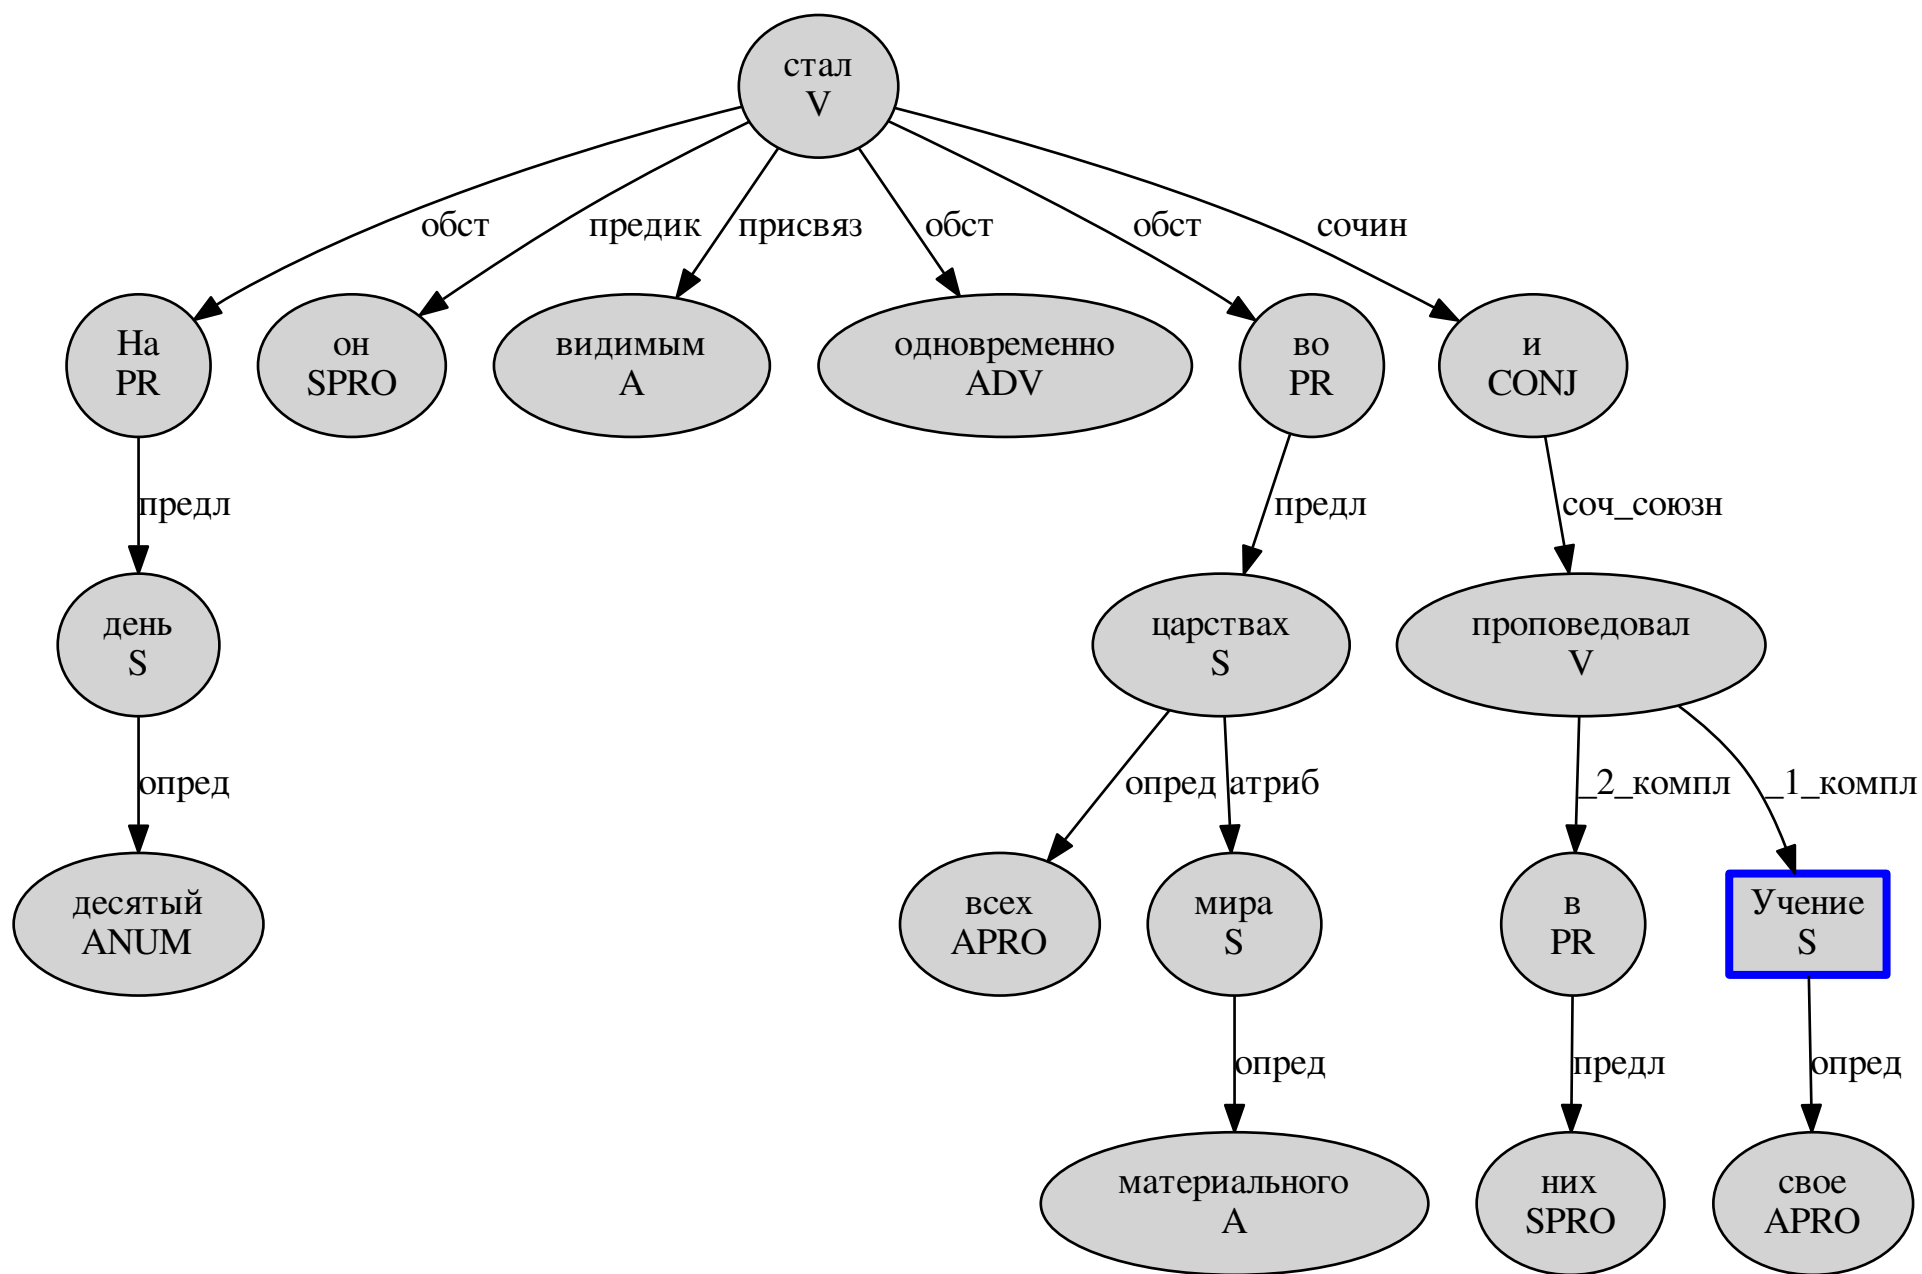 стал
V
обст
предик
присвяз
обст
обст
сочин
На
PR
он
SPRO
видимым
A
одновременно
ADV
во
PR
и
CONJ
предл
предл
соч_союзн
день
S
царствах
S
проповедовал
V
опред
опред
атриб
_2_компл
_1_компл
десятый
ANUM
всех
APRO
мира
S
в
PR
Учение
S
опред
предл
опред
материального
A
них
SPRO
свое
APRO